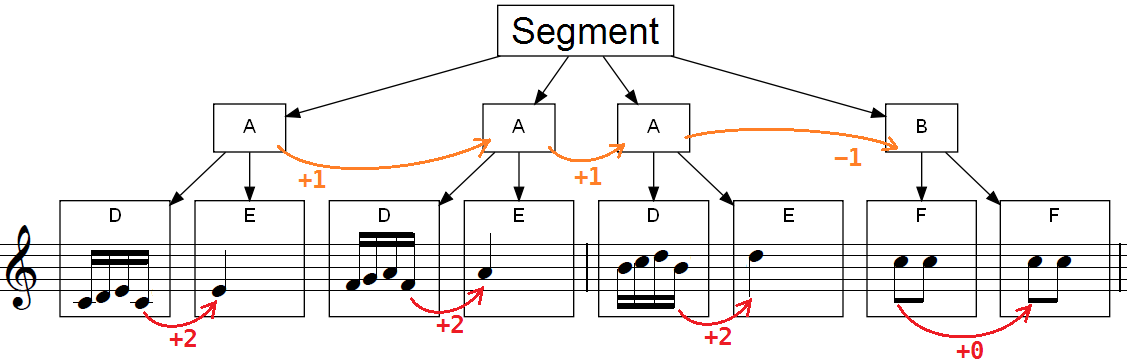 Segment
A A A B
+1 +1 −1
D E D E D E F F
+2 +2 +2 +0